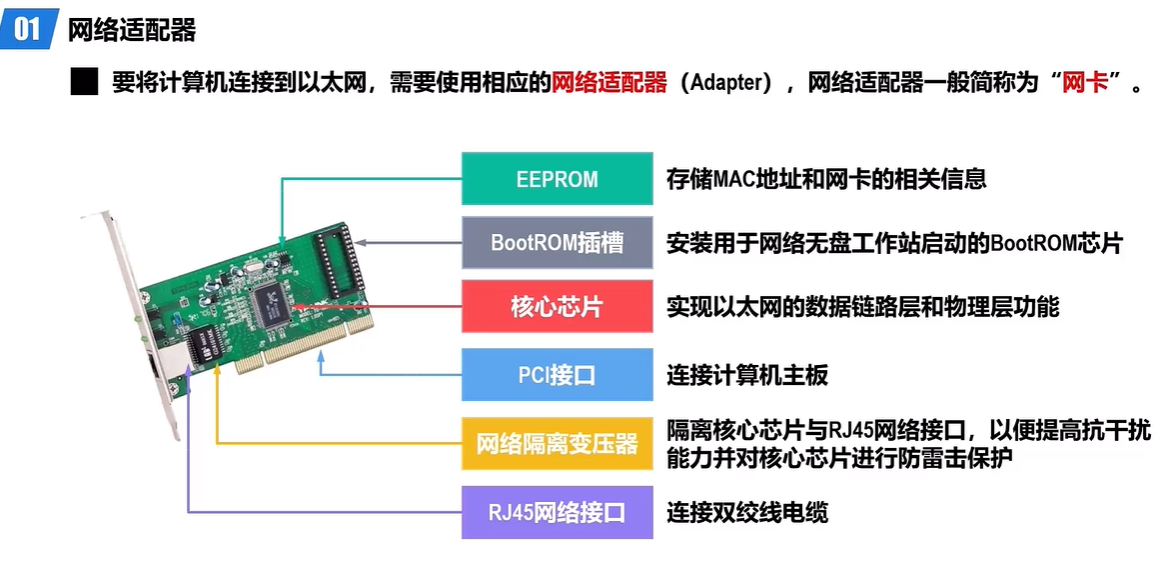 01 网络适配器
要将计算机连接到以太网，需要使用相应的网络适配器（Adapter），网络适配器一般简称为“网卡”。
EEPROM 存储MAC地址和网卡的相关信息
BootROM插槽 安装用于网络无盘工作站启动的BootROM芯片
核心芯片 实现以太网的数据链路层和物理层功能
PCI接口 连接计算机主板
网络隔离变压器 隔离核心芯片与RJ45网络接口，以便提高抗干扰
能力并对核心芯片进行防雷击保护
RJ45网络接口 连接双绞线电缆